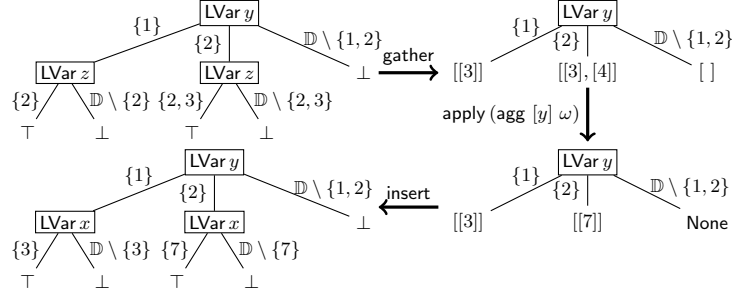 LVar y LVar y
{1} {2} 𝔻 \ {1, 2} {1} {2} 𝔻 \ {1, 2}
LVar z LVar z ⊥ gather [[3]] [[3], [4]] [ ]
{2} 𝔻 \ {2} {2, 3} 𝔻 \ {2, 3}
⊤ ⊥ ⊤ ⊥ apply (agg [y] ω)
LVar y LVar y
{1} {2} 𝔻 \ {1, 2} {1} {2} 𝔻 \ {1, 2}
LVar x LVar x ⊥ insert [[3]] [[7]] None
{3} 𝔻 \ {3} {7} 𝔻 \ {7}
⊤ ⊥ ⊤ ⊥